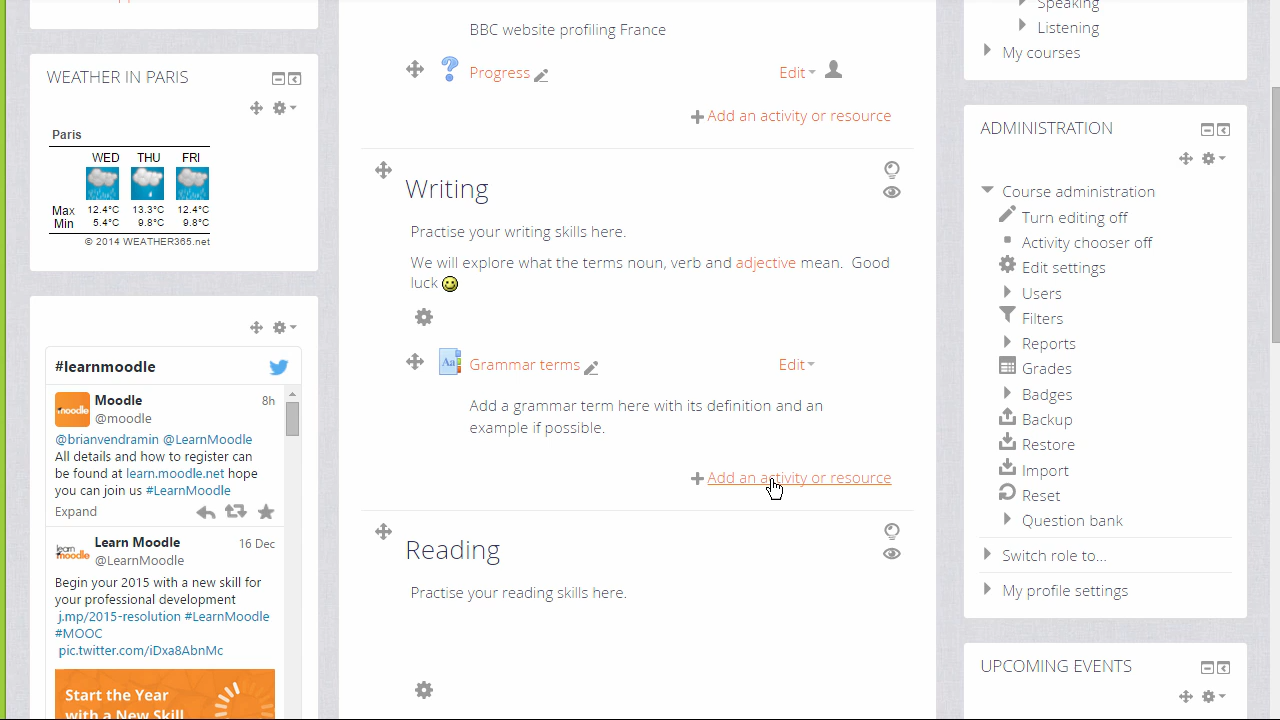 WEATHER IN PARIS
Paris
WED THU FRI
Max 12.4°C 13.3°C 12.4°C
Min 5.4°C 9.8°C 9.8°C
© 2014 WEATHER365.net
#learnmoodle
Moodle 8h
@moodle
@brianvendramin @LearnMoodle
All details and how to register can
be found at learn.moodle.net hope
you can join us #LearnMoodle
Expand
Learn Moodle 16 Dec
@LearnMoodle
Begin your 2015 with a new skill for
your professional development
j.mp/2015-resolution #LearnMoodle
#MOOC
pic.twitter.com/iDxa8AbnMc
Start the Year
with a New Skill
BBC website profiling France
Progress Edit
Add an activity or resource
Writing
Practise your writing skills here.
We will explore what the terms noun, verb and adjective mean. Good
luck
Aa
Grammar terms Edit
Add a grammar term here with its definition and an
example if possible.
Add an activity or resource
Reading
Practise your reading skills here.
Speaking
Listening
My courses
ADMINISTRATION
Course administration
Turn editing off
Activity chooser off
Edit settings
Users
Filters
Reports
Grades
Badges
Backup
Restore
Import
Reset
Question bank
Switch role to...
My profile settings
UPCOMING EVENTS